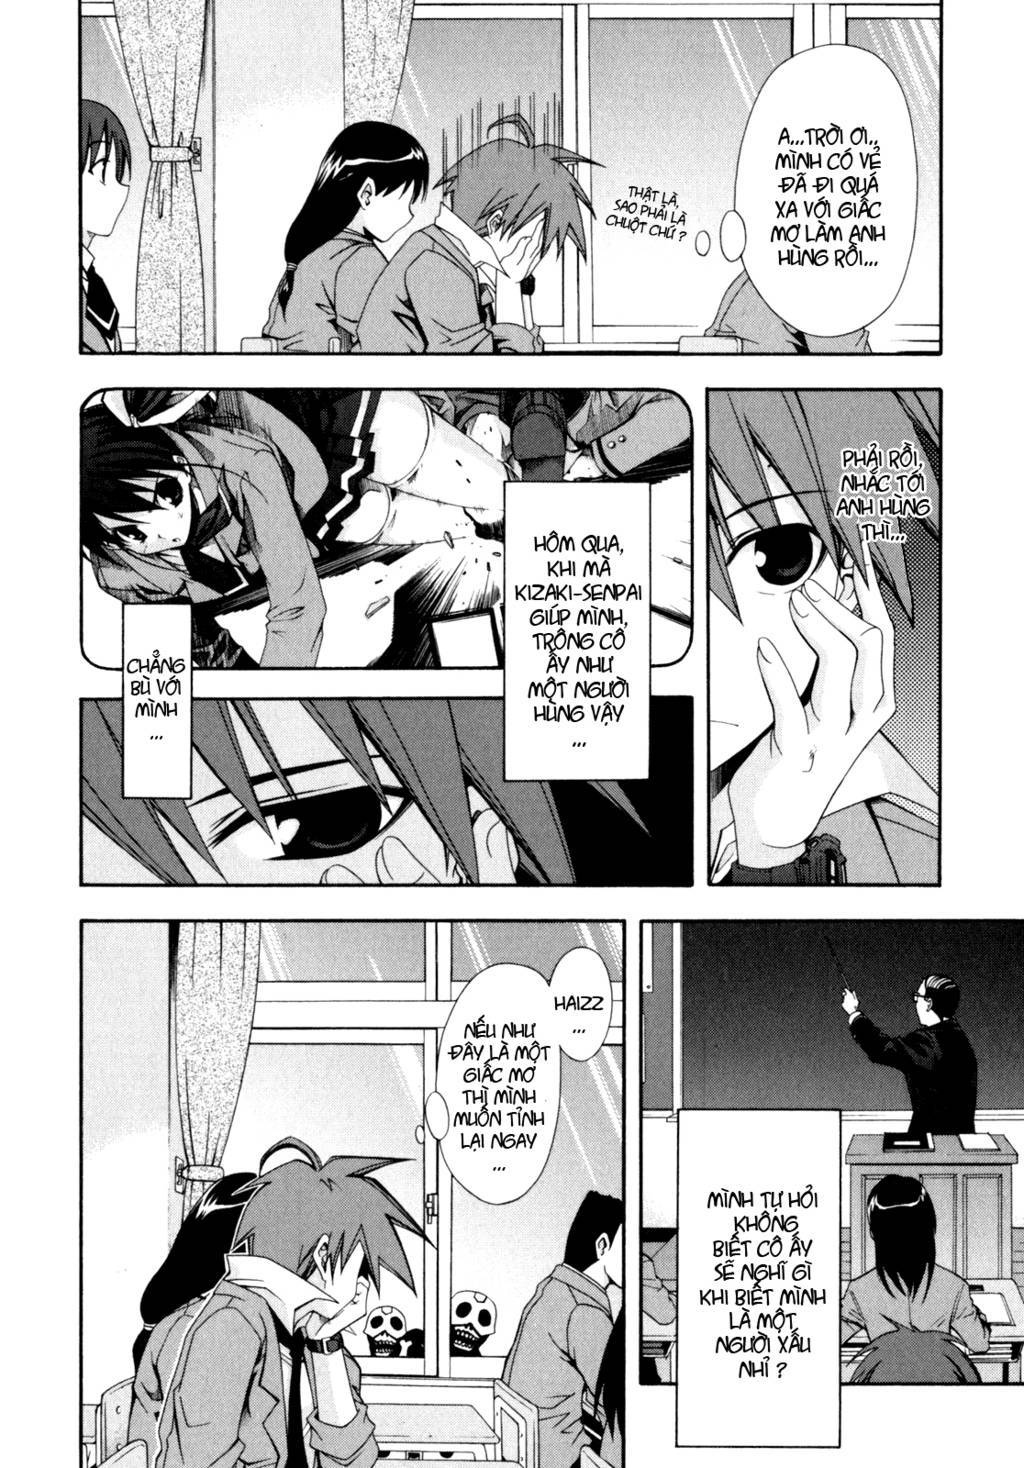 A...TRỜI ƠI..
MÌNH CÓ VẺ
ĐÃ ĐI QUÁ
XA VỚI GIẤC
MƠ LÀM ANH
HÙNG RỒI...
THẬT LÀ,
SAO PHẢI LÀ
CHUỘT CHỨ ?
PHẢI RỒI,
NHẮC TỚI
ANH HÙNG
THÌ...
HÔM QUA,
KHI MÀ
KIZAKI-SENPAI
GIÚP MÌNH,
TRÔNG CÔ
ẤY NHƯ
MỘT NGƯỜI
HÙNG VẬY
...
CHẲNG
BÙ VỚI
MÌNH
...
MÌNH TỰ HỎI
KHÔNG
BIẾT CÔ ẤY
SẼ NGHĨ GÌ
KHI BIẾT MÌNH
LÀ MỘT
NGƯỜI XẤU
NHỈ ?
HAIZZ
...
NẾU NHƯ
ĐÂY LÀ MỘT
GIẤC MƠ
THÌ MÌNH
MUỐN TỈNH
LẠI NGAY
...